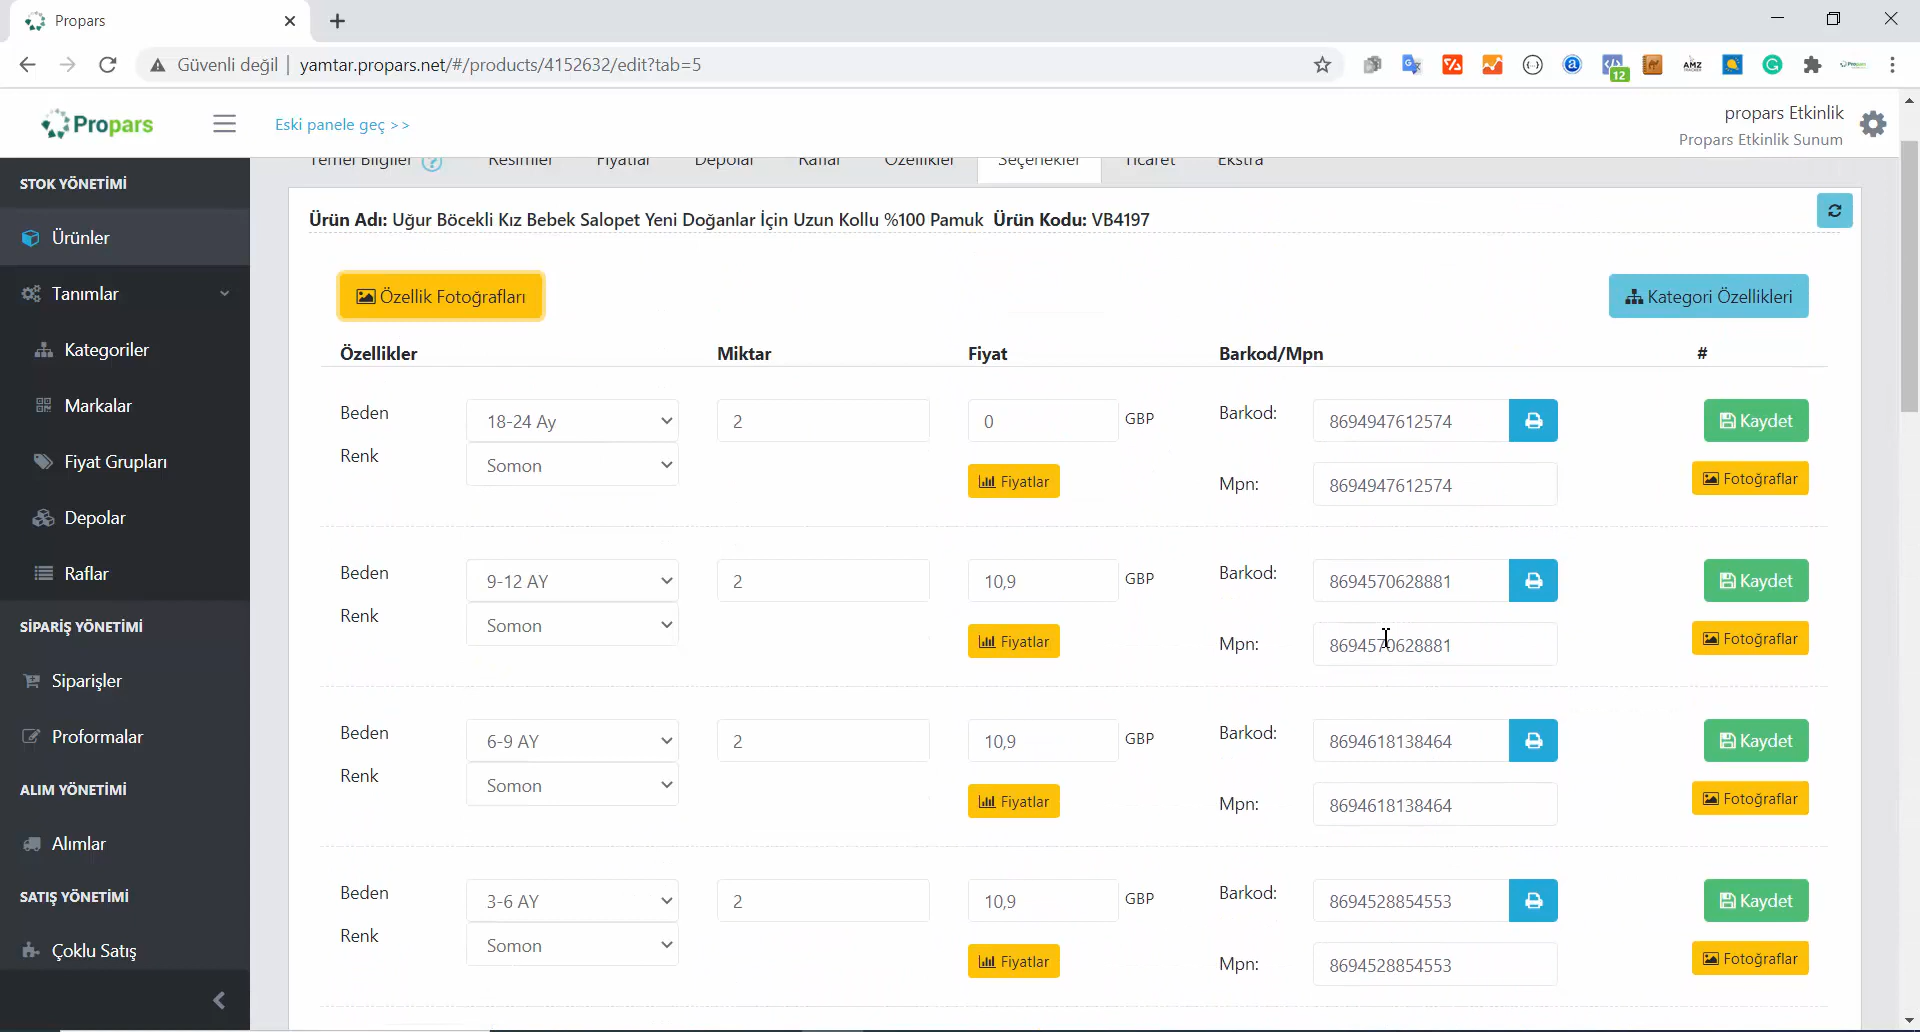 Propars
Güvenli değil | yamtar.propars.net/#/products/4152632/edit?tab=5
12
AMZ
Propars
Eski panele geç >>
propars Etkinlik
Propars Etkinlik Sunum
Temel Bilgiler ? Resimler Fiyatlar Depolar Raflar Özellikler Seçenekler Ticaret Ekstra
STOK YÖNETİMİ
Ürünler
Tanımlar
Kategoriler
Markalar
Fiyat Grupları
Depolar
Raflar
SİPARİŞ YÖNETİMİ
Siparişler
Proformalar
ALIM YÖNETİMİ
Alımlar
SATIŞ YÖNETİMİ
Çoklu Satış
Ürün Adı: Uğur Böcekli Kız Bebek Salopet Yeni Doğanlar İçin Uzun Kollu %100 Pamuk Ürün Kodu: VB4197
Özellik Fotoğrafları
Kategori Özellikleri
Özellikler Miktar Fiyat Barkod/Mpn #
Beden 18-24 Ay 2 0 GBP Barkod: 8694947612574 Kaydet
Renk Somon
Fiyatlar Mpn: 8694947612574 Fotoğraflar
Beden 9-12 AY 2 10,9 GBP Barkod: 8694570628881 Kaydet
Renk Somon
Fiyatlar Mpn: 8694570628881 Fotoğraflar
Beden 6-9 AY 2 10,9 GBP Barkod: 8694618138464 Kaydet
Renk Somon
Fiyatlar Mpn: 8694618138464 Fotoğraflar
Beden 3-6 AY 2 10,9 GBP Barkod: 8694528854553 Kaydet
Renk Somon
Fiyatlar Mpn: 8694528854553 Fotoğraflar